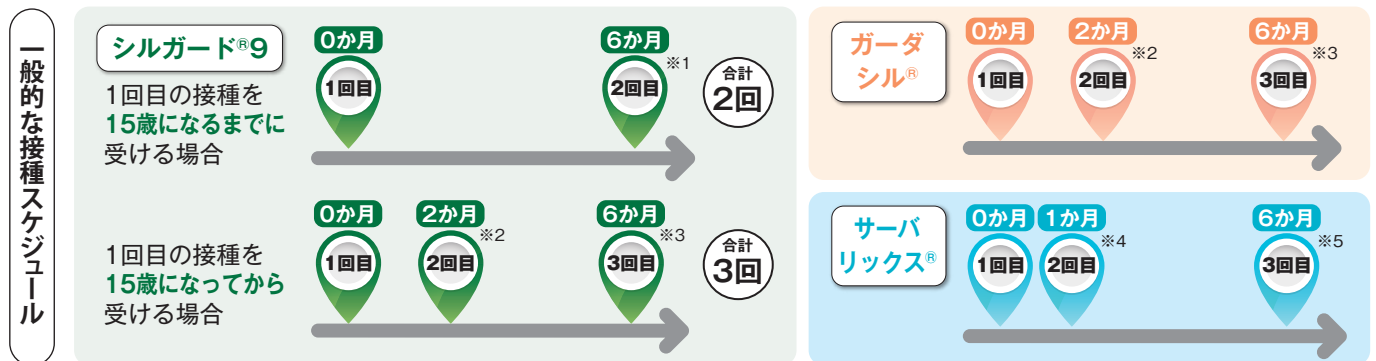 一般的な接種スケジュール
シルガード®9
1回目の接種を
15歳になるまでに
受ける場合
0か月
1回目
6か月
※1
2回目
合計
2回
1回目の接種を
15歳になってから
受ける場合
0か月
1回目
2か月
※2
2回目
6か月
※3
3回目
合計
3回
ガーダ
シル®
0か月
1回目
2か月
※2
2回目
6か月
※3
3回目
サーバ
リックス®
0か月
1回目
1か月
※4
2回目
6か月
※5
3回目